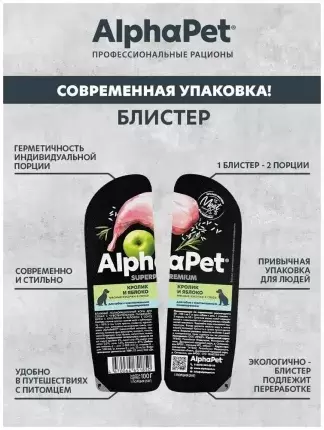 AlphaPet®
ПРОФЕССИОНАЛЬНЫЕ РАЦИОНЫ
СОВРЕМЕННАЯ УПАКОВКА!
БЛИСТЕР
ГЕРМЕТИЧНОСТЬ
ИНДИВИДУАЛЬНОЙ
ПОРЦИИ
1 БЛИСТЕР - 2 ПОРЦИИ
AlphaPet®
SUPERPREMIUM
КРОЛИК
И ЯБЛОКО
КРОЛИК
И ЯБЛОКО
СОВРЕМЕННО
И СТИЛЬНО
ПРИВЫЧНАЯ
УПАКОВКА
ДЛЯ ЛЮДЕЙ
УДОБНО
В ПУТЕШЕСТВИЯХ
С ПИТОМЦЕМ
100 Г
AlphaPet
ЭКОЛОГИЧНО -
БЛИСТЕР
ПОДЛЕЖИТ
ПЕРЕРАБОТКЕ